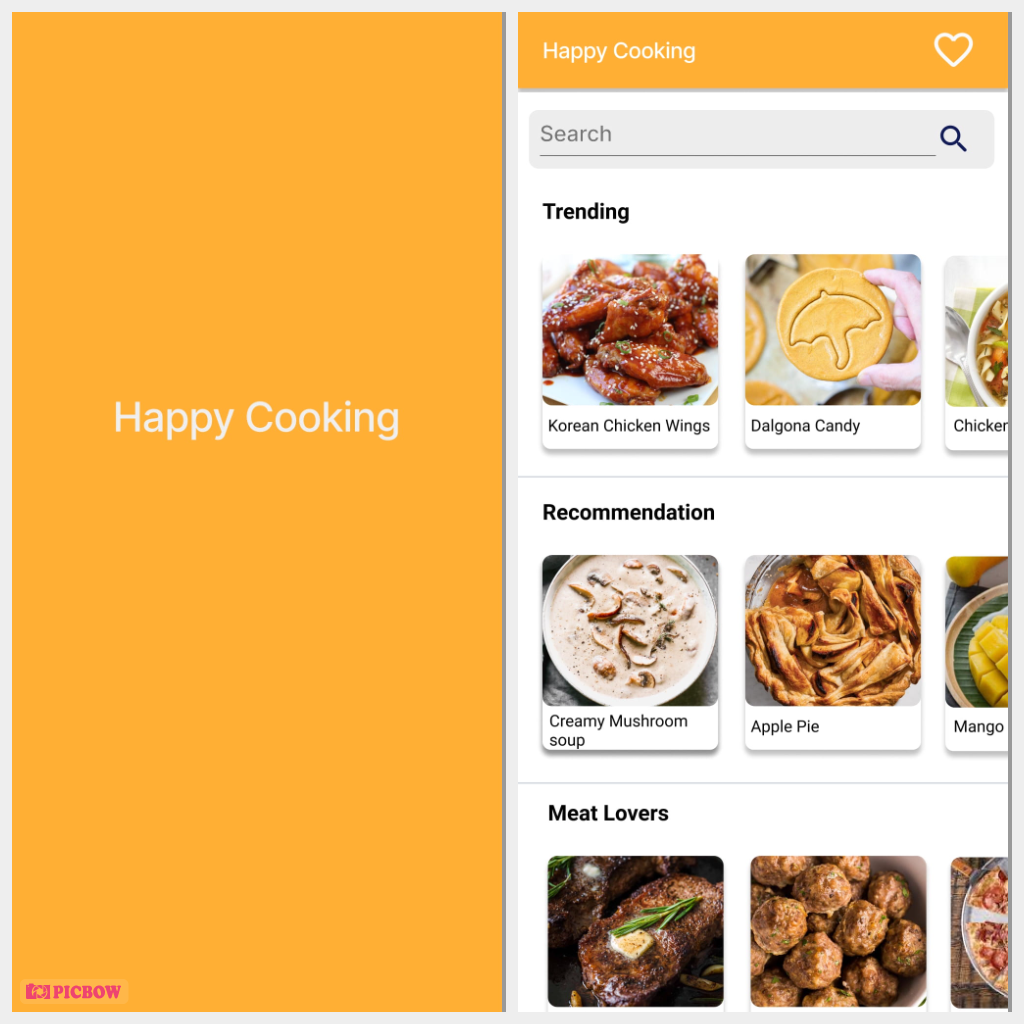 Happy Cooking
PICBOW
Happy Cooking
Search
Trending
Korean Chicken Wings
Dalgona Candy
Chicken
Recommendation
Creamy Mushroom
soup
Apple Pie
Mango
Meat Lovers